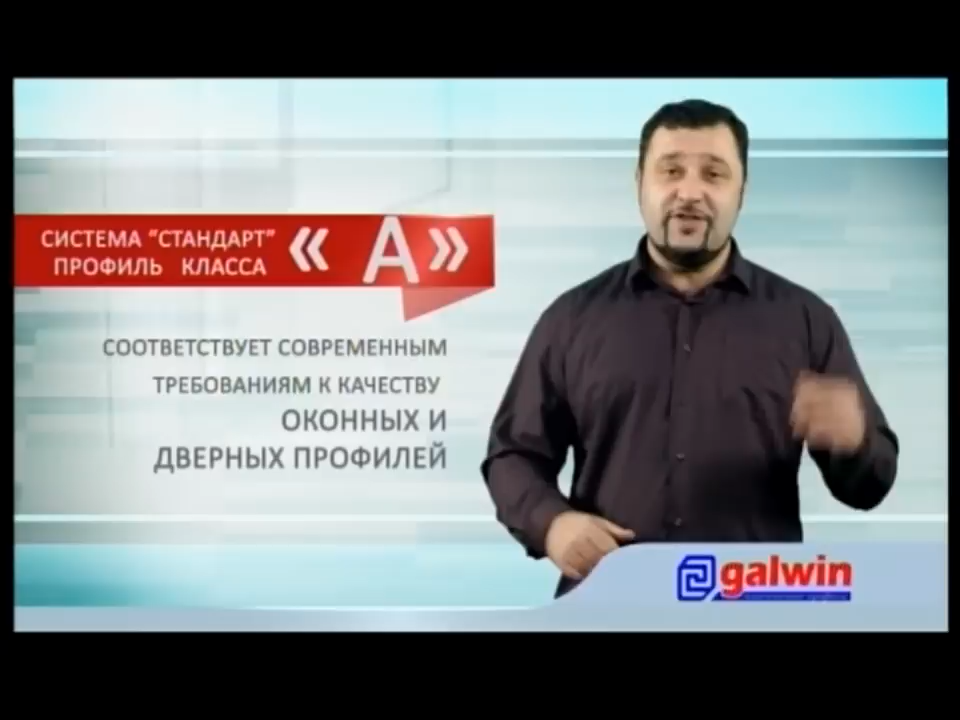 СИСТЕМА "СТАНДАРТ"
ПРОФИЛЬ КЛАССА
« А»
СООТВЕТСТВУЕТ СОВРЕМЕННЫМ
ТРЕБОВАНИЯМ К КАЧЕСТВУ
ОКОННЫХ И
ДВЕРНЫХ ПРОФИЛЕЙ
galwin